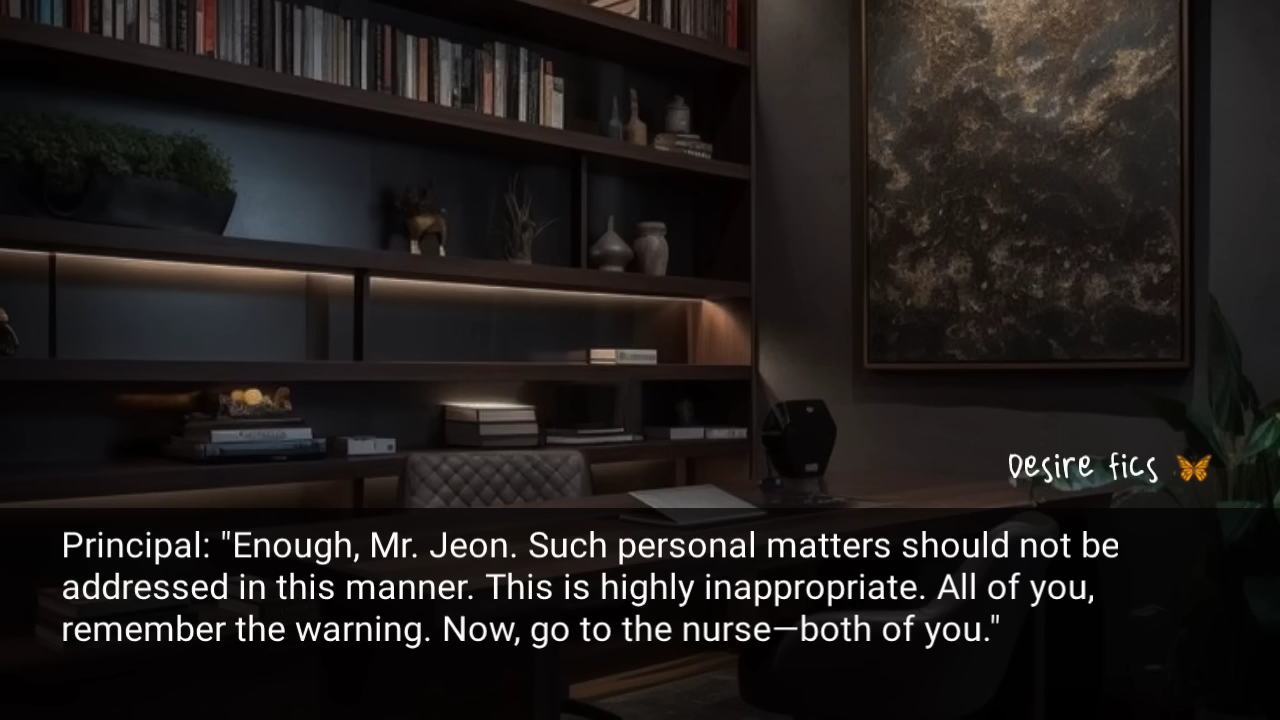 Desire fics 🦋
Principal: "Enough, Mr. Jeon. Such personal matters should not be
addressed in this manner. This is highly inappropriate. All of you,
remember the warning. Now, go to the nurse—both of you."